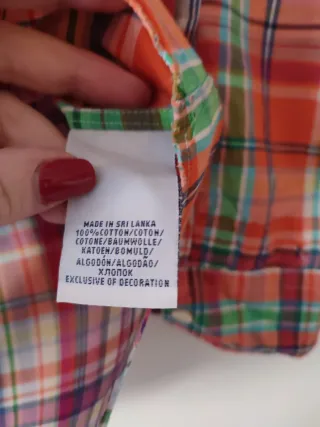 MADE IN SRI LANKA
100%COTTON/COTON/
COTONE/BAUMWOLLE/
KATOEN/BOMULD/
ALGODÓN/ALGODÃO/
ХЛОПОК
EXCLUSIVE OF DECORATION